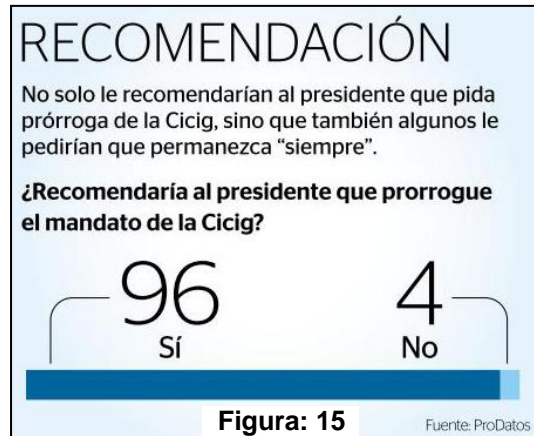 RECOMENDACIÓN
No solo le recomendarían al presidente que pida
prórroga de la Cicig, sino que también algunos le
pedirían que permanezca “siempre”.
¿Recomendaría al presidente que prorrogue
el mandato de la Cicig?
96 4
Sí No
Figura: 15
Fuente: ProDatos